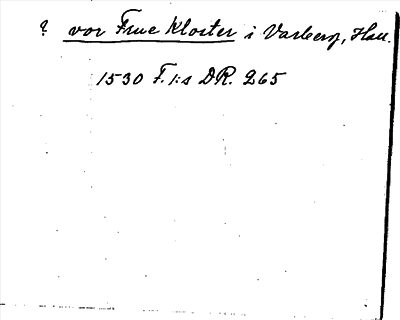 ? vor Frue Kloster i Varberg, Hall.
1530 F. I:s DR. 265